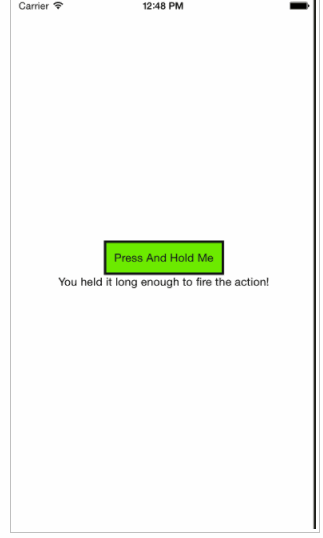 Carrier 12:48 PM
Press And Hold Me
You held it long enough to fire the action!